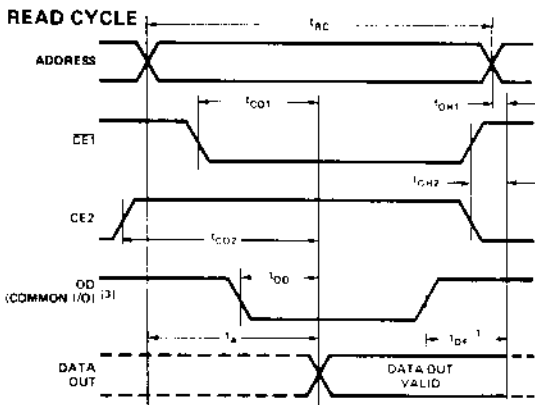 READ CYCLE
tRC
ADDRESS
tCO1
tOH1
CE1
tOH2
CE2
tCO2
OD
(COMMON I/O) [3]
tOD
tA
tDF
DATA
OUT
DATA OUT
VALID